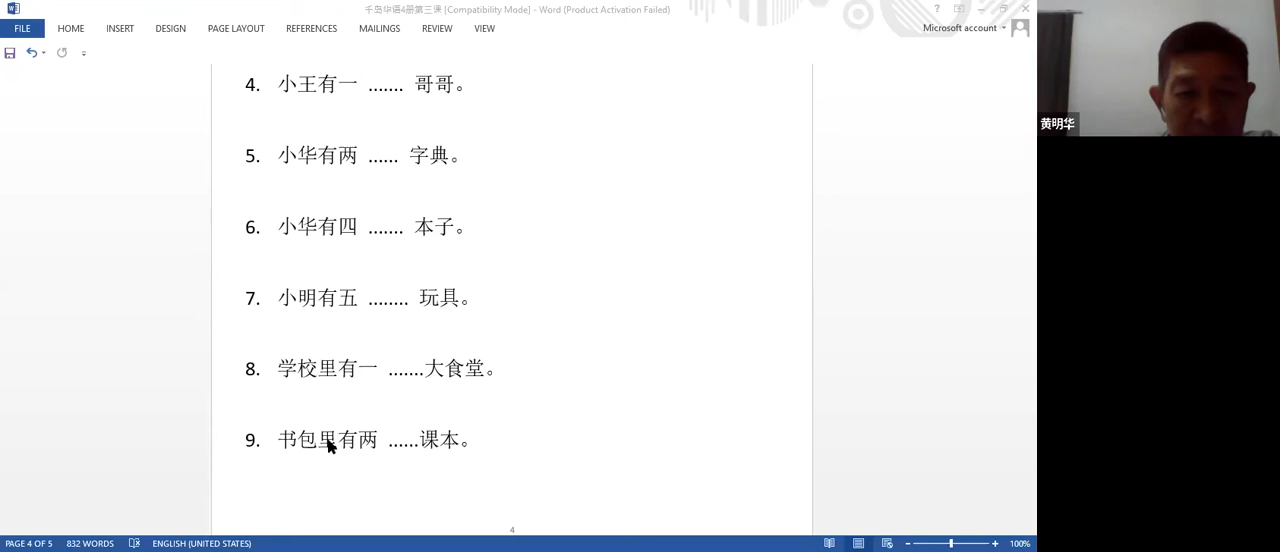 千岛华语4册第三课 [Compatibility Mode] - Word (Product Activation Failed)
FILE HOME INSERT DESIGN PAGE LAYOUT REFERENCES MAILINGS REVIEW VIEW
Microsoft account
4. 小王有一 ....... 哥哥。
5. 小华有两 ...... 字典。
6. 小华有四 ....... 本子。
7. 小明有五 ........ 玩具。
8. 学校里有一 .......大食堂。
9. 书包里有两 ......课本。
4
PAGE 4 OF 5 832 WORDS ENGLISH (UNITED STATES) 100%
黄明华